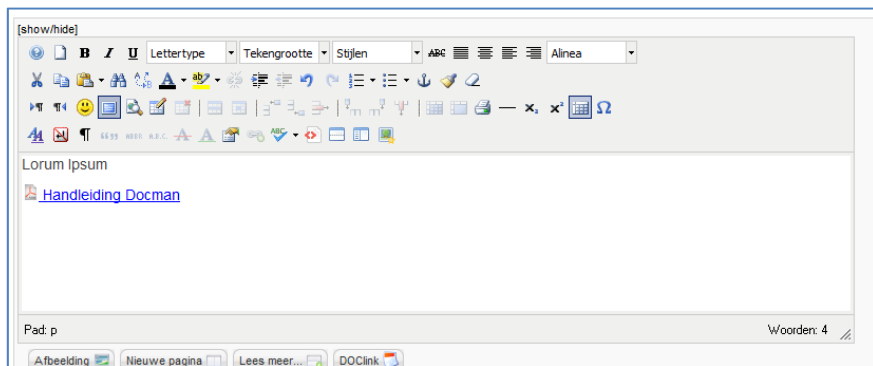 [show/hide]
B I U Lettertype Tekengrootte Stijlen ABC Alinea
Lorum Ipsum
Handleiding Docman
Pad: p Woorden: 4
Afbeelding Nieuwe pagina Lees meer... DOClink